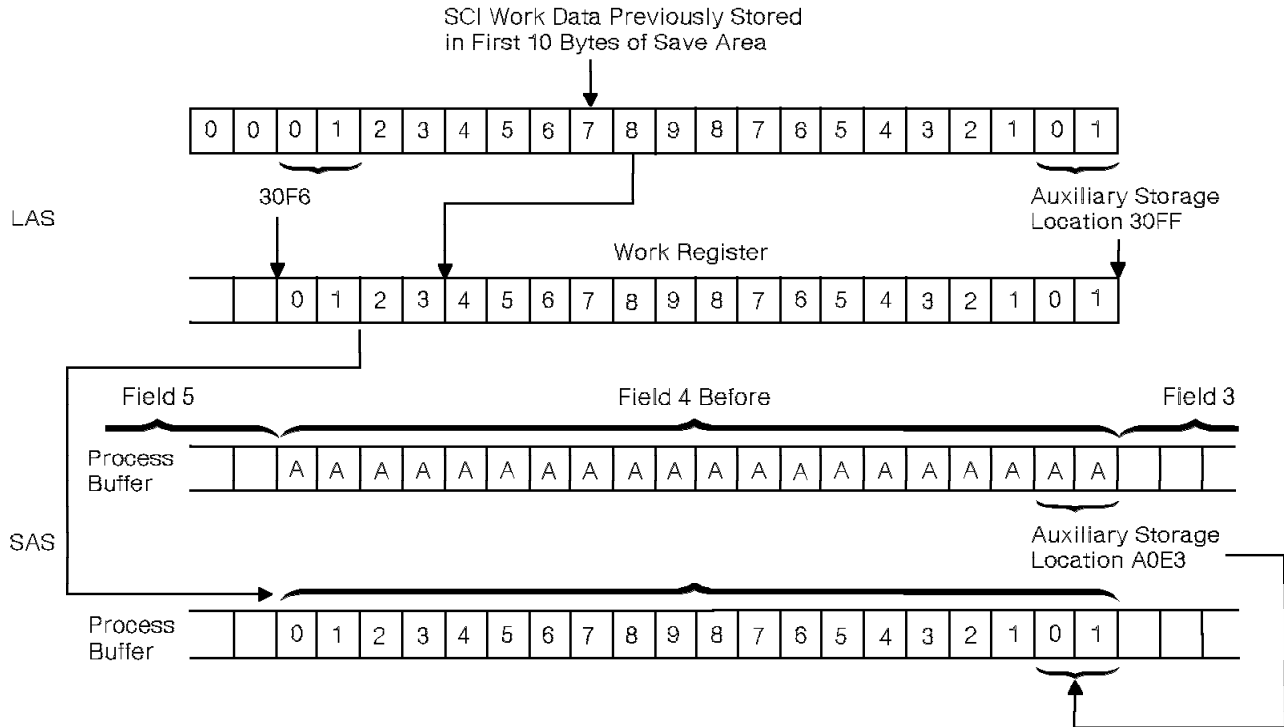 SCI Work Data Previously Stored
in First 10 Bytes of Save Area
0 0 0 1 2 3 4 5 6 7 8 9 8 7 6 5 4 3 2 1 0 1
30F6
Auxiliary Storage
Location 30FF
LAS
Work Register
0 1 2 3 4 5 6 7 8 9 8 7 6 5 4 3 2 1 0 1
Field 5
Field 4 Before
Field 3
Process
Buffer
A A A A A A A A A A A A A A A A A A A A
SAS
Auxiliary Storage
Location A0E3
Process
Buffer
0 1 2 3 4 5 6 7 8 9 8 7 6 5 4 3 2 1 0 1